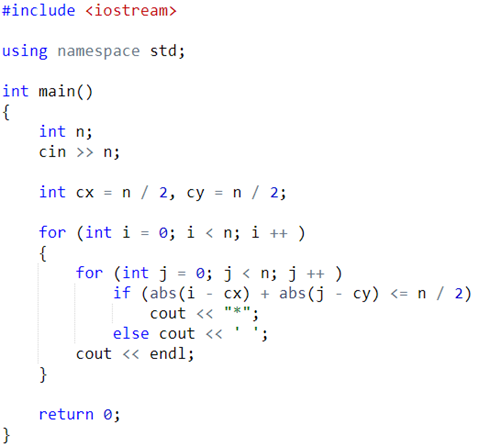 #include <iostream>
using namespace std;
int main()
{
    int n;
    cin >> n;
    int cx = n / 2, cy = n / 2;
    for (int i = 0; i < n; i ++ )
    {
        for (int j = 0; j < n; j ++ )
            if (abs(i - cx) + abs(j - cy) <= n / 2)
                cout << "*";
            else cout << ' ';
        cout << endl;
    }
    return 0;
}